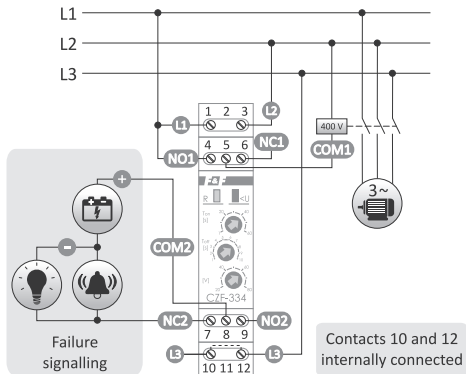 L1
L2
L3
1 2 3
L1
L2
4 5 6
NO1
NC1
COM1
400 V
3~
F&F
R
<U
COM2
+
-
[V]
CZF-334
NC2
NO2
7 8 9
L3
L3
10 11 12
Failure
signalling
Contacts 10 and 12
internally connected